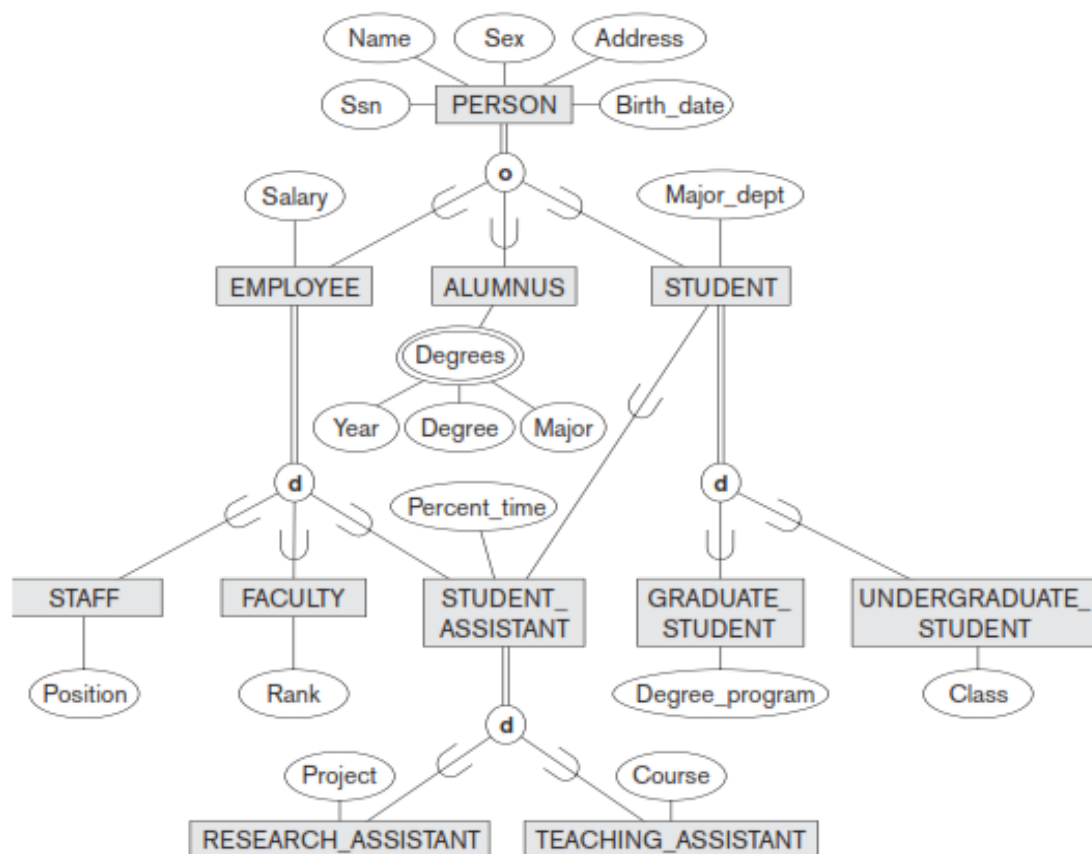 Name
Sex
Address
Ssn
PERSON
Birth_date
o
Salary
Major_dept
EMPLOYEE
ALUMNUS
STUDENT
Degrees
Year
Degree
Major
d
d
Percent_time
STAFF
FACULTY
STUDENT_
ASSISTANT
GRADUATE_
STUDENT
UNDERGRADUATE_
STUDENT
Position
Rank
Degree_program
Class
d
Project
Course
RESEARCH_ASSISTANT
TEACHING_ASSISTANT